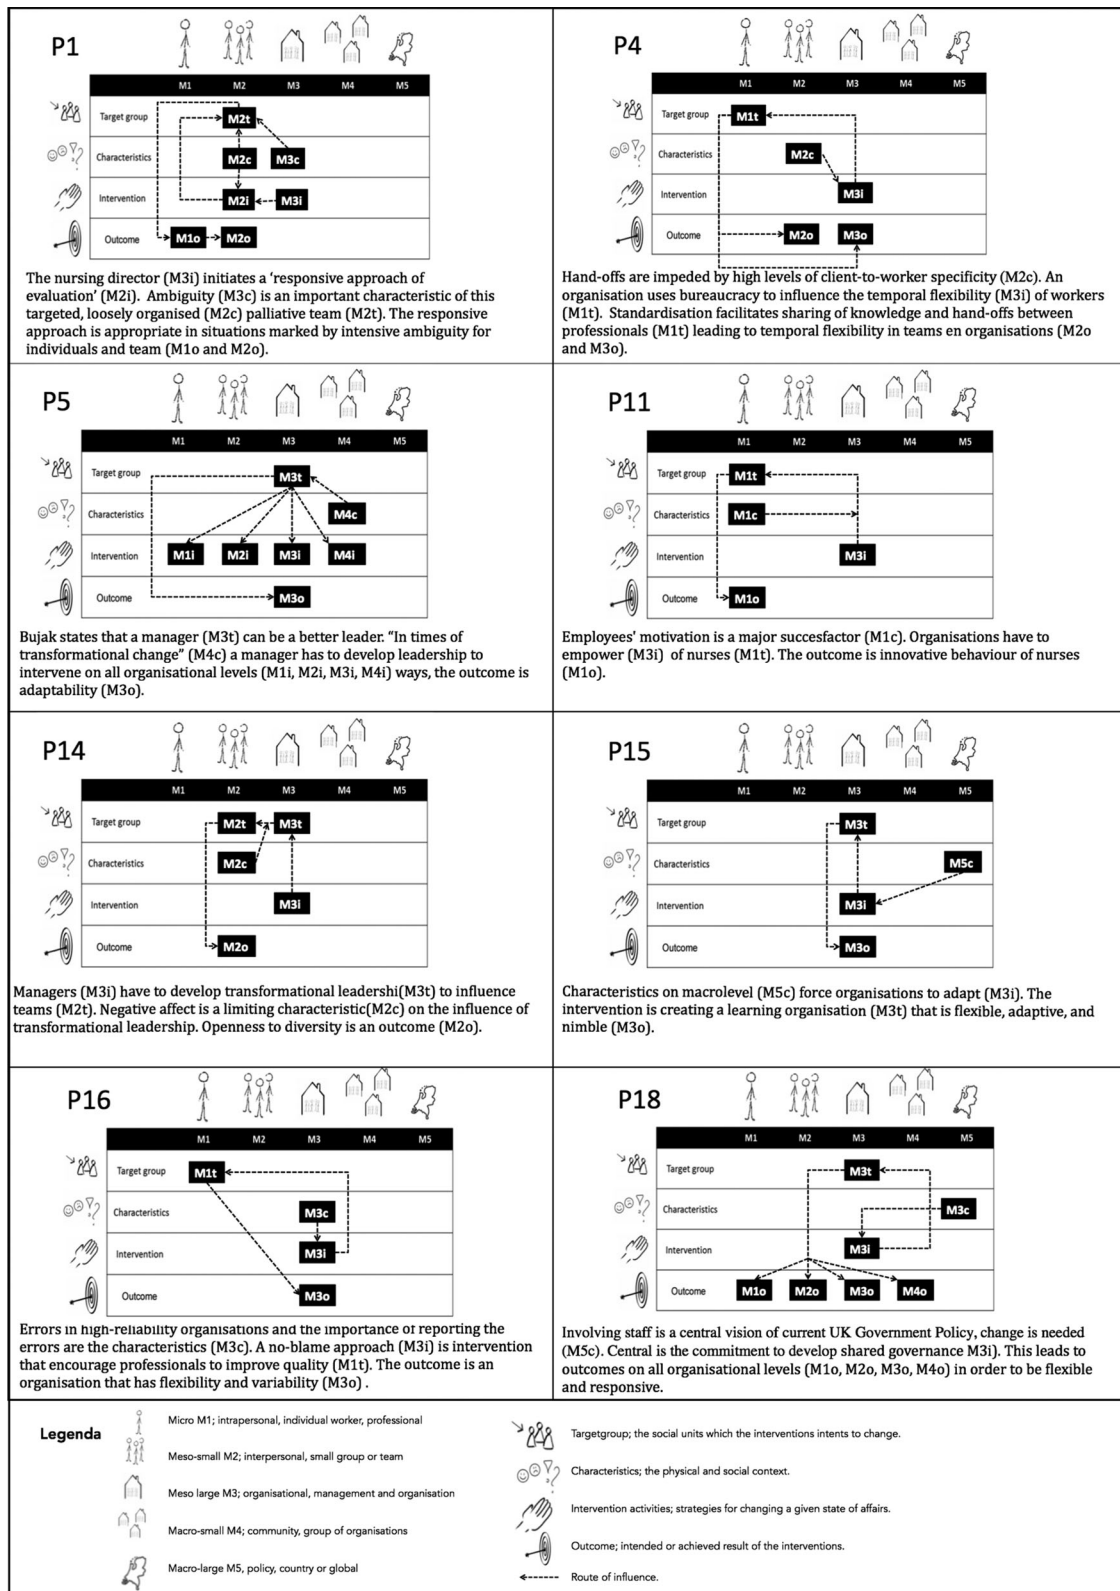 P1
M1 M2 M3 M4 M5
Target group M2t
Characteristics M2c M3c
Intervention M2i M3i
Outcome M1o M2o
The nursing director (M3i) initiates a ‘responsive approach of
evaluation’ (M2i). Ambiguity (M3c) is an important characteristic of this
targeted, loosely organised (M2c) palliative team (M2t). The responsive
approach is appropriate in situations marked by intensive ambiguity for
individuals and team (M1o and M2o).
P4
M1 M2 M3 M4 M5
Target group M1t
Characteristics M2c
Intervention M3i
Outcome M2o M3o
Hand-offs are impeded by high levels of client-to-worker specificity (M2c). An
organisation uses bureaucracy to influence the temporal flexibility (M3i) of workers
(M1t). Standardisation facilitates sharing of knowledge and hand-offs between
professionals (M1t) leading to temporal flexibility in teams en organisations (M2o
and M3o).
P5
M1 M2 M3 M4 M5
Target group M3t
Characteristics M4c
Intervention M1i M2i M3i M4i
Outcome M3o
Bujak states that a manager (M3t) can be a better leader. “In times of
transformational change” (M4c) a manager has to develop leadership to
intervene on all organisational levels (M1i, M2i, M3i, M4i) ways, the outcome is
adaptability (M3o).
P11
M1 M2 M3 M4 M5
Target group M1t
Characteristics M1c
Intervention M3i
Outcome M1o
Employees' motivation is a major succesfactor (M1c). Organisations have to
empower (M3i) of nurses (M1t). The outcome is innovative behaviour of nurses
(M1o).
P14
M1 M2 M3 M4 M5
Target group M2t M3t
Characteristics M2c
Intervention M3i
Outcome M2o
Managers (M3i) have to develop transformational leadershi(M3t) to influence
teams (M2t). Negative affect is a limiting characteristic(M2c) on the influence of
transformational leadership. Openness to diversity is an outcome (M2o).
P15
M1 M2 M3 M4 M5
Target group M3t
Characteristics M5c
Intervention M3i
Outcome M3o
Characteristics on macrolevel (M5c) force organisations to adapt (M3i). The
intervention is creating a learning organisation (M3t) that is flexible, adaptive, and
nimble (M3o).
P16
M1 M2 M3 M4 M5
Target group M1t
Characteristics M3c
Intervention M3i
Outcome M3o
Errors in high-reliability organisations and the importance of reporting the
errors are the characteristics (M3c). A no-blame approach (M3i) is intervention
that encourage professionals to improve quality (M1t). The outcome is an
organisation that has flexibility and variability (M3o) .
P18
M1 M2 M3 M4 M5
Target group M3t
Characteristics M3c
Intervention M3i
Outcome M1o M2o M3o M4o
Involving staff is a central vision of current UK Government Policy, change is needed
(M5c). Central is the commitment to develop shared governance M3i). This leads to
outcomes on all organisational levels (M1o, M2o, M3o, M4o) in order to be flexible
and responsive.
Legenda
Micro M1; intrapersonal, individual worker, professional
Meso-small M2; interpersonal, small group or team
Meso large M3; organisational, management and organisation
Macro-small M4; community, group of organisations
Macro-large M5, policy, country or global
Targetgroup; the social units which the interventions intents to change.
Characteristics; the physical and social context.
Intervention activities; strategies for changing a given state of affairs.
Outcome; intended or achieved result of the interventions.
Route of influence.